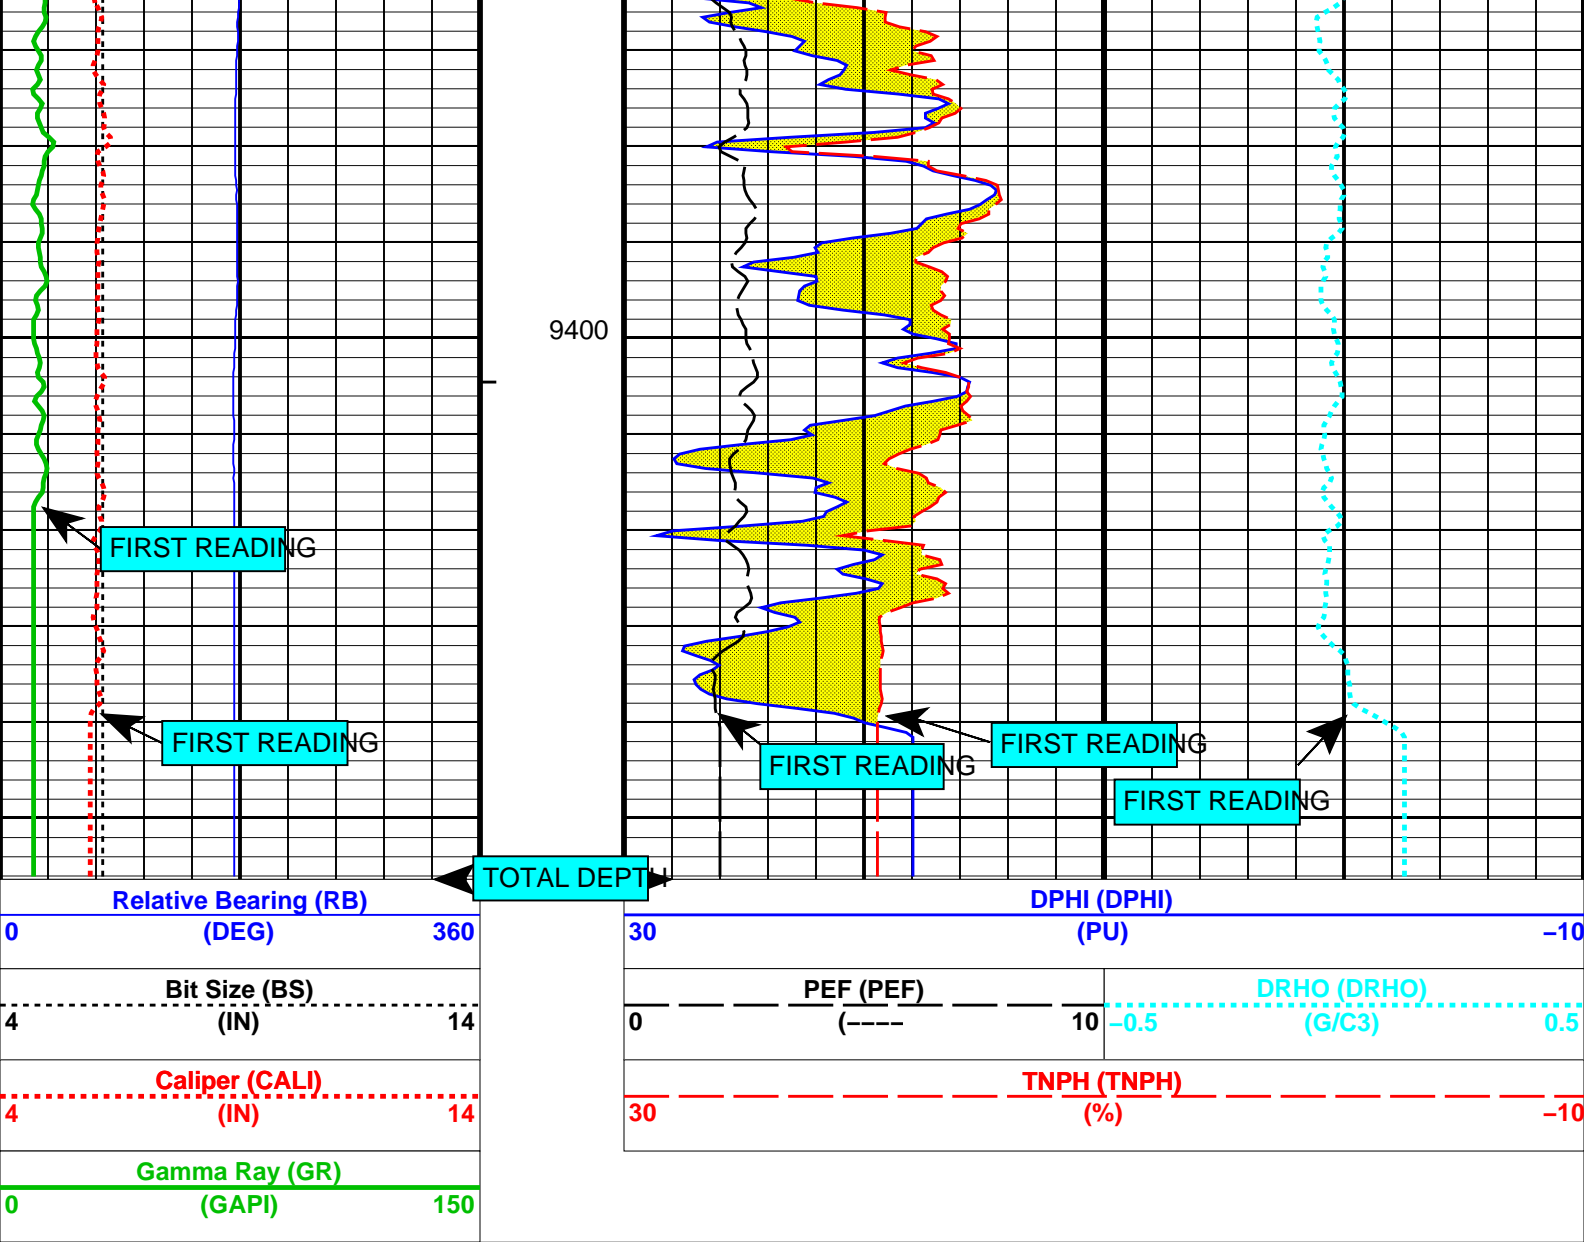 9400
FIRST READING
FIRST READING
FIRST READING
FIRST READING
FIRST READING
TOTAL DEPTH
Relative Bearing (RB)
0 (DEG) 360
Bit Size (BS)
4 (IN) 14
Caliper (CALI)
4 (IN) 14
Gamma Ray (GR)
0 (GAPI) 150
DPHI (DPHI)
30 (PU) −10
PEF (PEF)
0 (−−−− 10
DRHO (DRHO)
−0.5 (G/C3) 0.5
TNPH (TNPH)
30 (%) −10